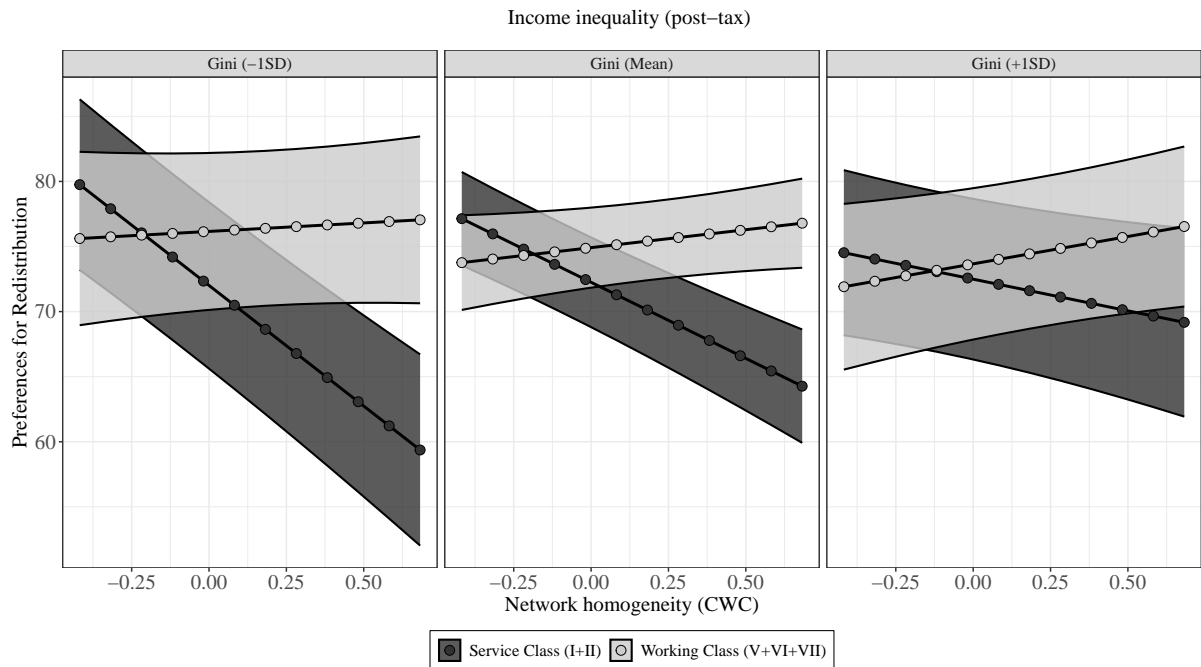 Income inequality (post−tax)
Gini (−1SD) Gini (Mean) Gini (+1SD)
Preferences for Redistribution
80
70
60
−0.25 0.00 0.25 0.50 −0.25 0.00 0.25 0.50 −0.25 0.00 0.25 0.50
Network homogeneity (CWC)
Service Class (I+II) Working Class (V+VI+VII)